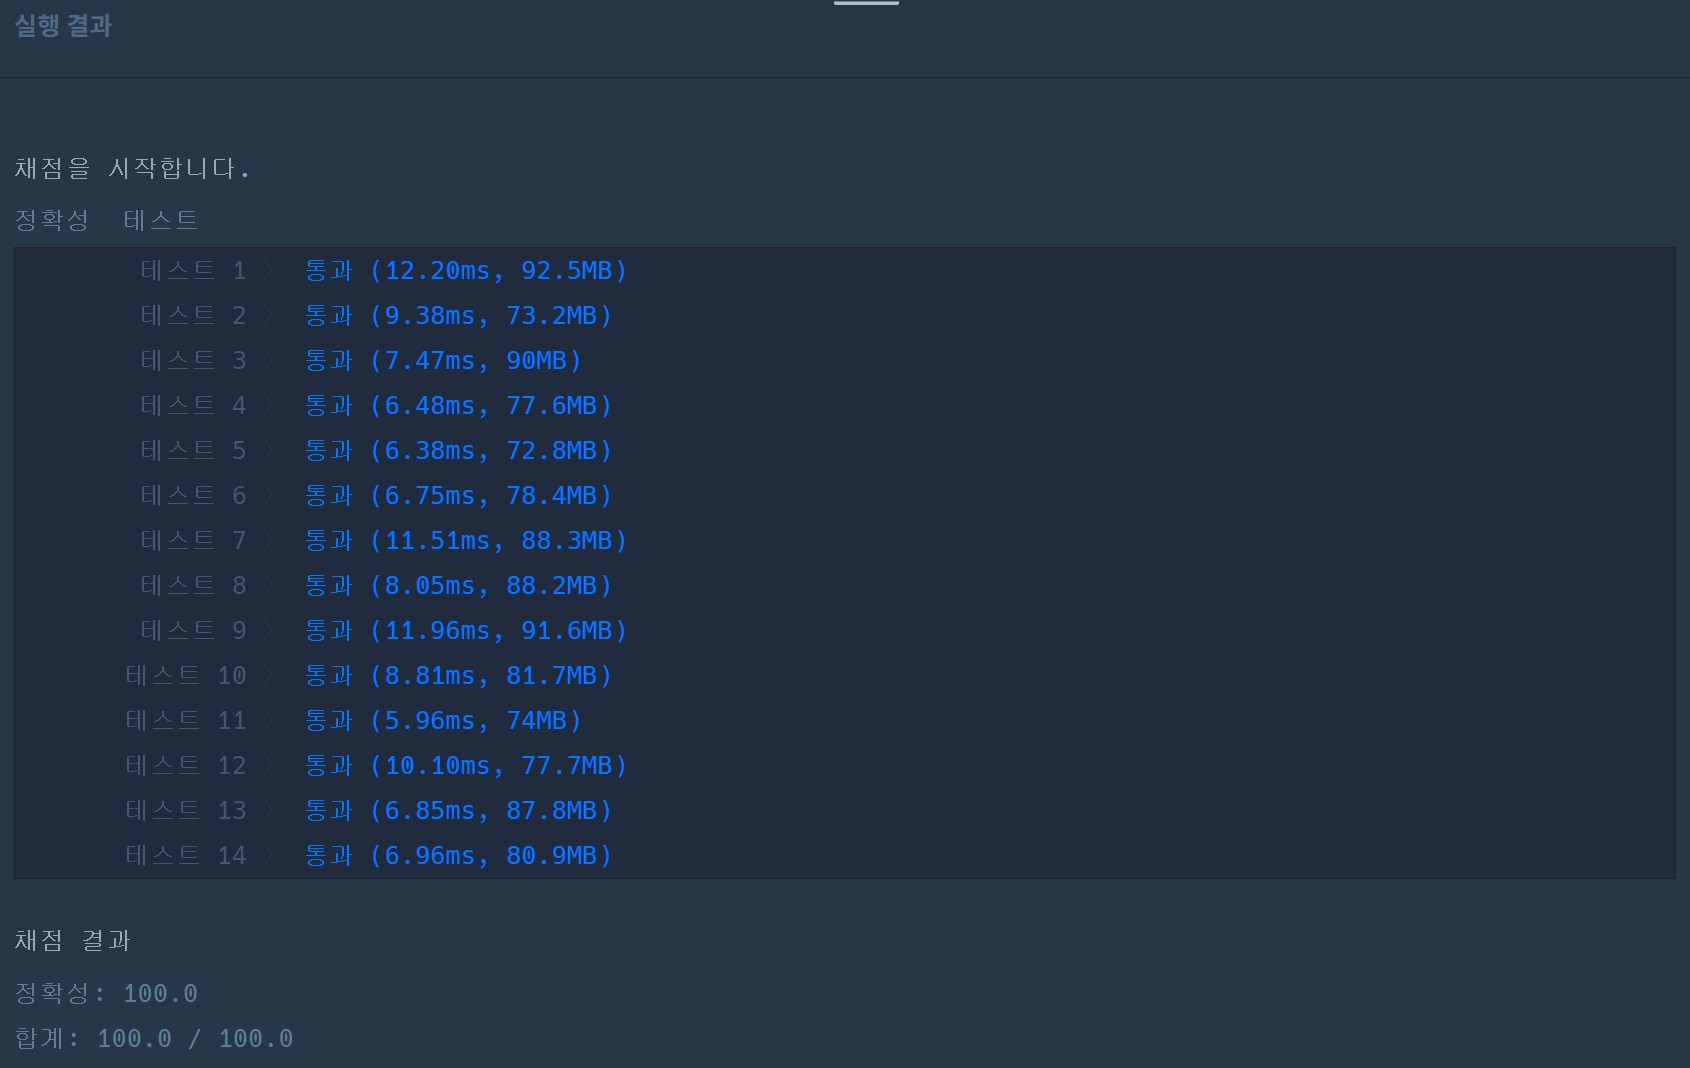 실행 결과
채점을 시작합니다.
정확성 테스트
테스트 1 〉 통과 (12.20ms, 92.5MB)
테스트 2 〉 통과 (9.38ms, 73.2MB)
테스트 3 〉 통과 (7.47ms, 90MB)
테스트 4 〉 통과 (6.48ms, 77.6MB)
테스트 5 〉 통과 (6.38ms, 72.8MB)
테스트 6 〉 통과 (6.75ms, 78.4MB)
테스트 7 〉 통과 (11.51ms, 88.3MB)
테스트 8 〉 통과 (8.05ms, 88.2MB)
테스트 9 〉 통과 (11.96ms, 91.6MB)
테스트 10 〉 통과 (8.81ms, 81.7MB)
테스트 11 〉 통과 (5.96ms, 74MB)
테스트 12 〉 통과 (10.10ms, 77.7MB)
테스트 13 〉 통과 (6.85ms, 87.8MB)
테스트 14 〉 통과 (6.96ms, 80.9MB)
채점 결과
정확성: 100.0
합계: 100.0 / 100.0